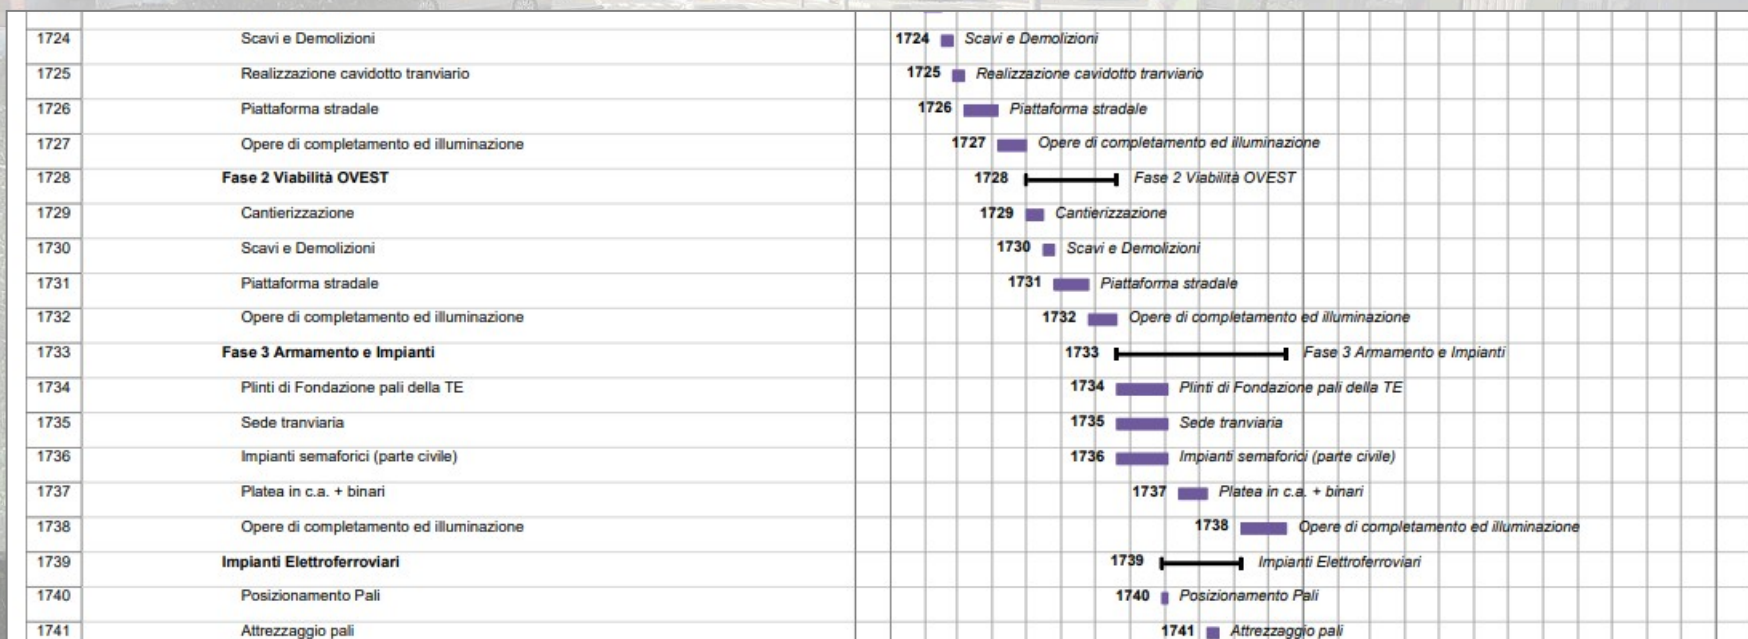 1724 Scavi e Demolizioni 1724 Scavi e Demolizioni
1725 Realizzazione cavidotto tranviario 1725 Realizzazione cavidotto tranviario
1726 Piattaforma stradale 1726 Piattaforma stradale
1727 Opere di completamento ed illuminazione 1727 Opere di completamento ed illuminazione
1728 Fase 2 Viabilità OVEST 1728 Fase 2 Viabilità OVEST
1729 Cantierizzazione 1729 Cantierizzazione
1730 Scavi e Demolizioni 1730 Scavi e Demolizioni
1731 Piattaforma stradale 1731 Piattaforma stradale
1732 Opere di completamento ed illuminazione 1732 Opere di completamento ed illuminazione
1733 Fase 3 Armamento e Impianti 1733 Fase 3 Armamento e Impianti
1734 Plinti di Fondazione pali della TE 1734 Plinti di Fondazione pali della TE
1735 Sede tranviaria 1735 Sede tranviaria
1736 Impianti semaforici (parte civile) 1736 Impianti semaforici (parte civile)
1737 Platea in c.a. + binari 1737 Platea in c.a. + binari
1738 Opere di completamento ed illuminazione 1738 Opere di completamento ed illuminazione
1739 Impianti Elettroferroviari 1739 Impianti Elettroferroviari
1740 Posizionamento Pali 1740 Posizionamento Pali
1741 Attrezzaggio pali 1741 Attrezzaggio pali